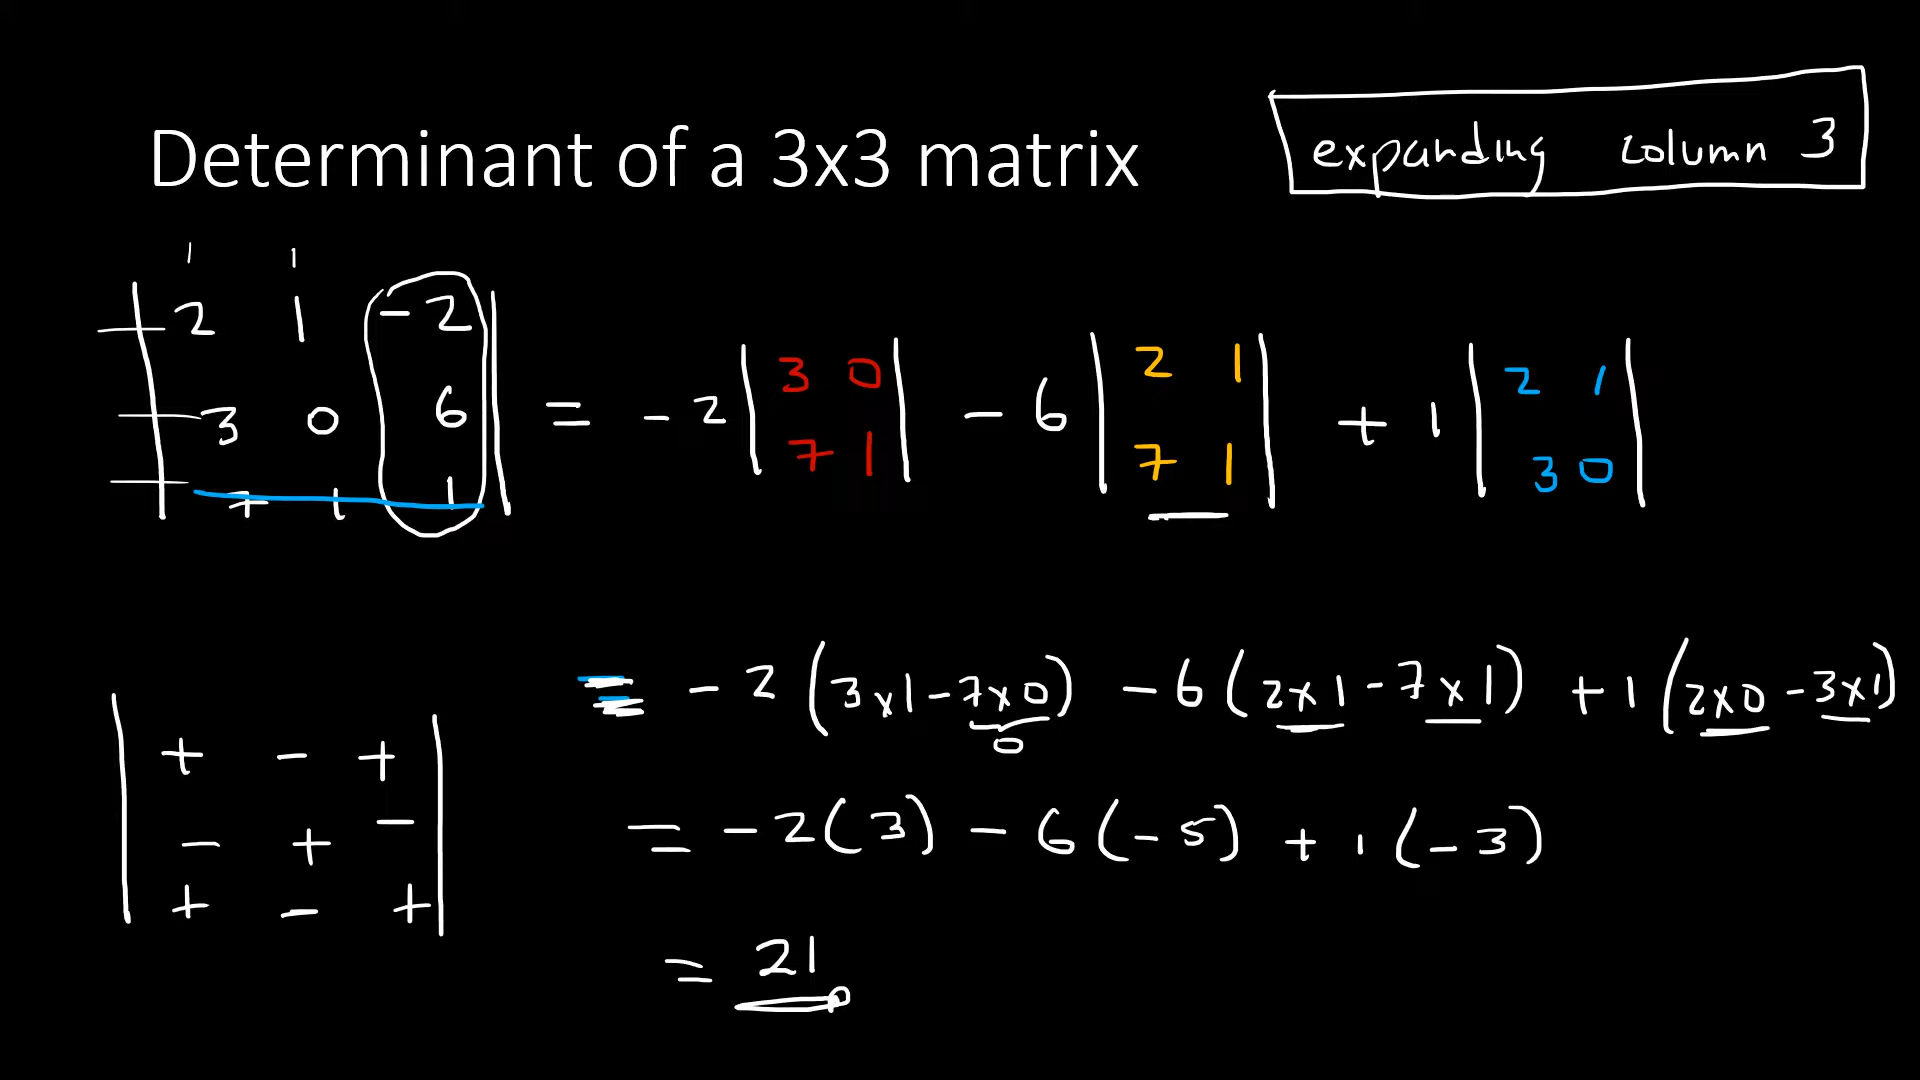 Determinant of a 3x3 matrix
expanding column 3
| 2 1 -2 |
| 3 0 6 | = -2 | 3 0 | - 6 | 2 1 | + 1 | 2 1 |
| 7 1 1 | | 7 1 | | 7 1 | | 3 0 |
= -2 (3x1 - 7x0) - 6 (2x1 - 7x1) + 1 (2x0 - 3x1)
0
| + - + |
| - + - |
| + - + |
= -2(3) - 6(-5) + 1(-3)
= 21